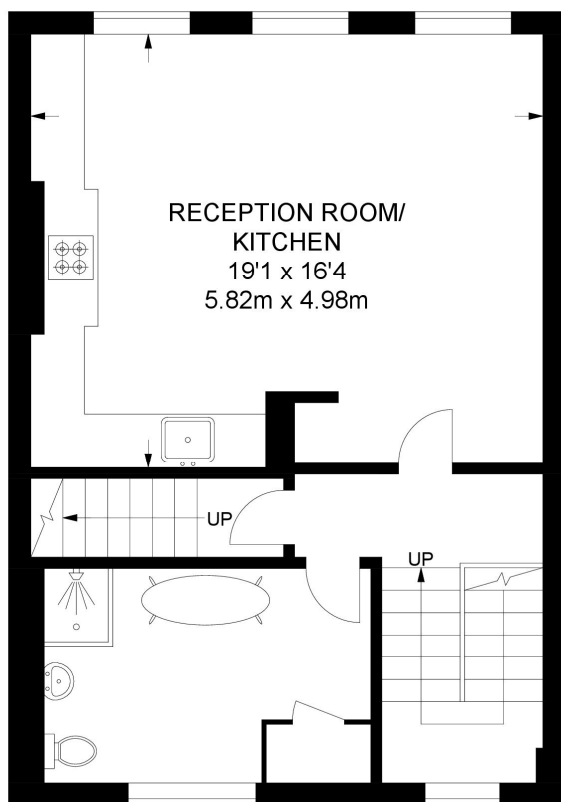 RECEPTION ROOM/
KITCHEN
19'1 x 16'4
5.82m x 4.98m
UP
UP